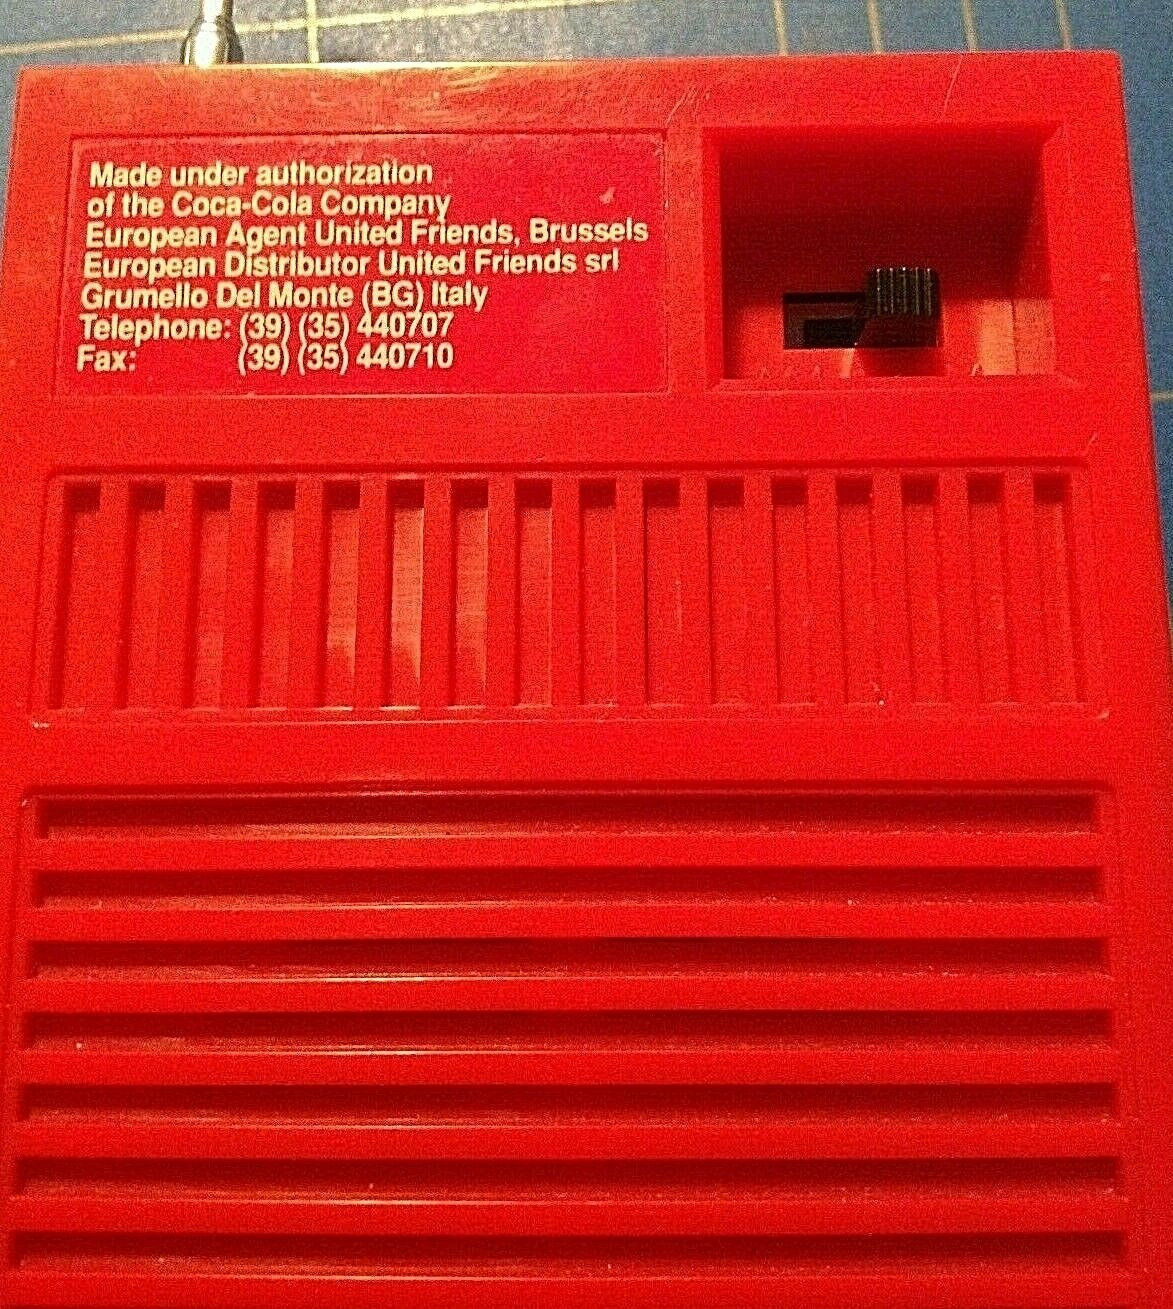 Made under authorization
of the Coca-Cola Company
European Agent United Friends, Brussels
European Distributor United Friends srl
Grumello Del Monte (BG) Italy
Telephone: (39) (35) 440707
Fax: (39) (35) 440710